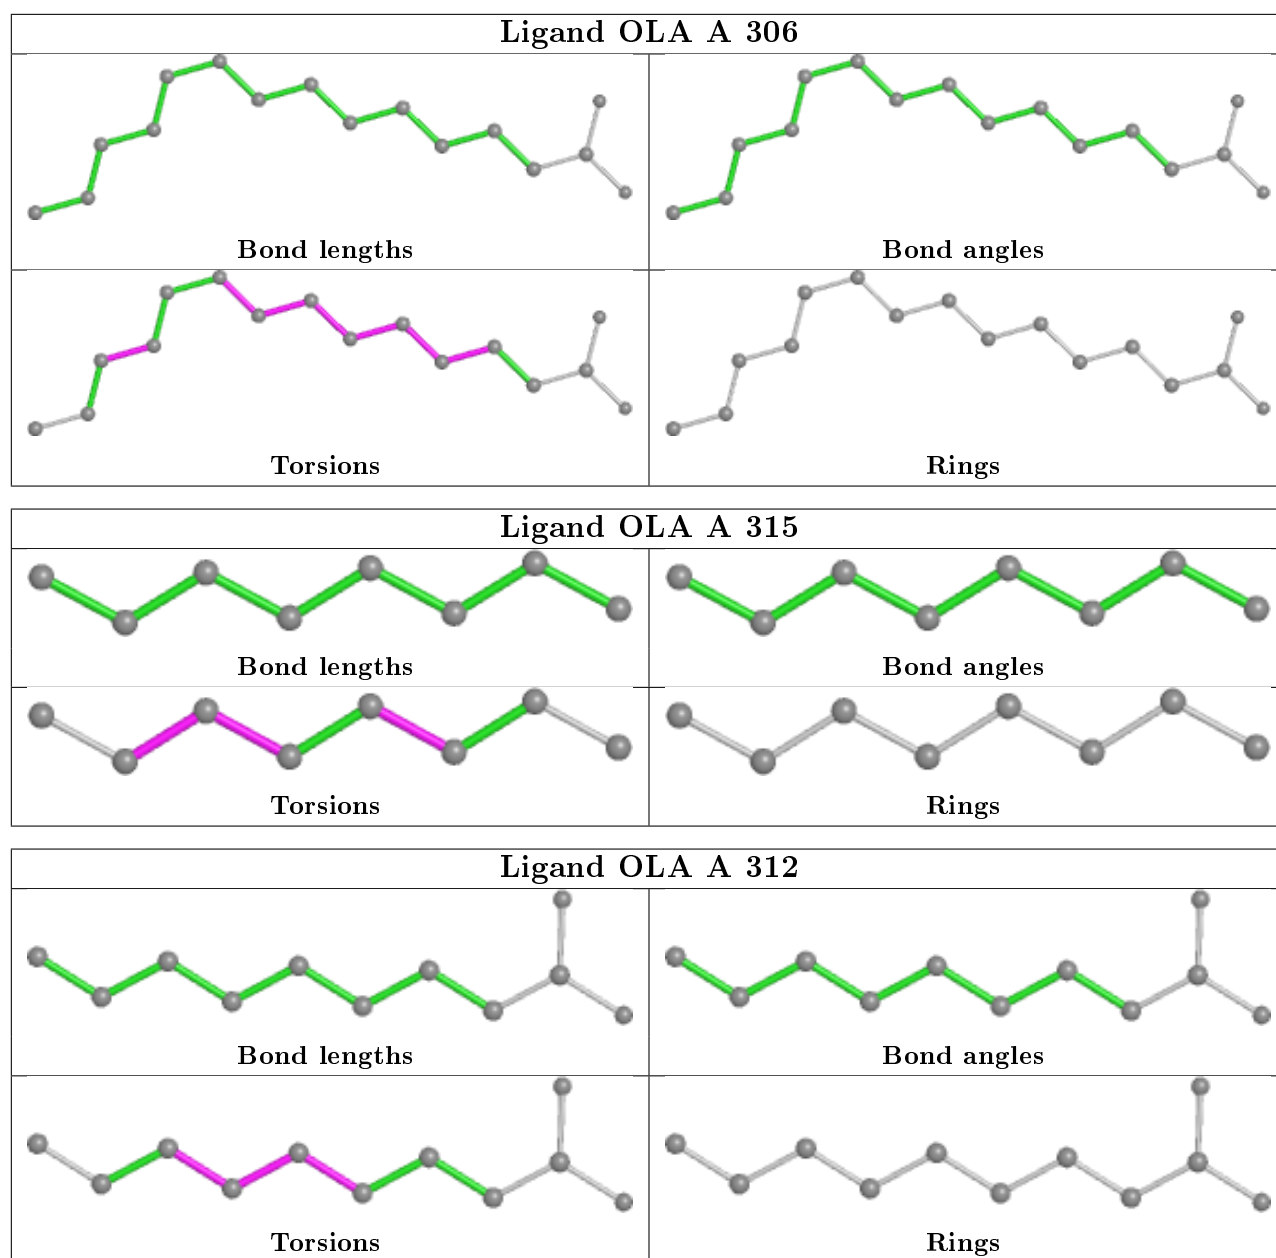 Ligand OLA A 306
Bond lengths Bond angles
Torsions Rings
Ligand OLA A 315
Bond lengths Bond angles
Torsions Rings
Ligand OLA A 312
Bond lengths Bond angles
Torsions Rings